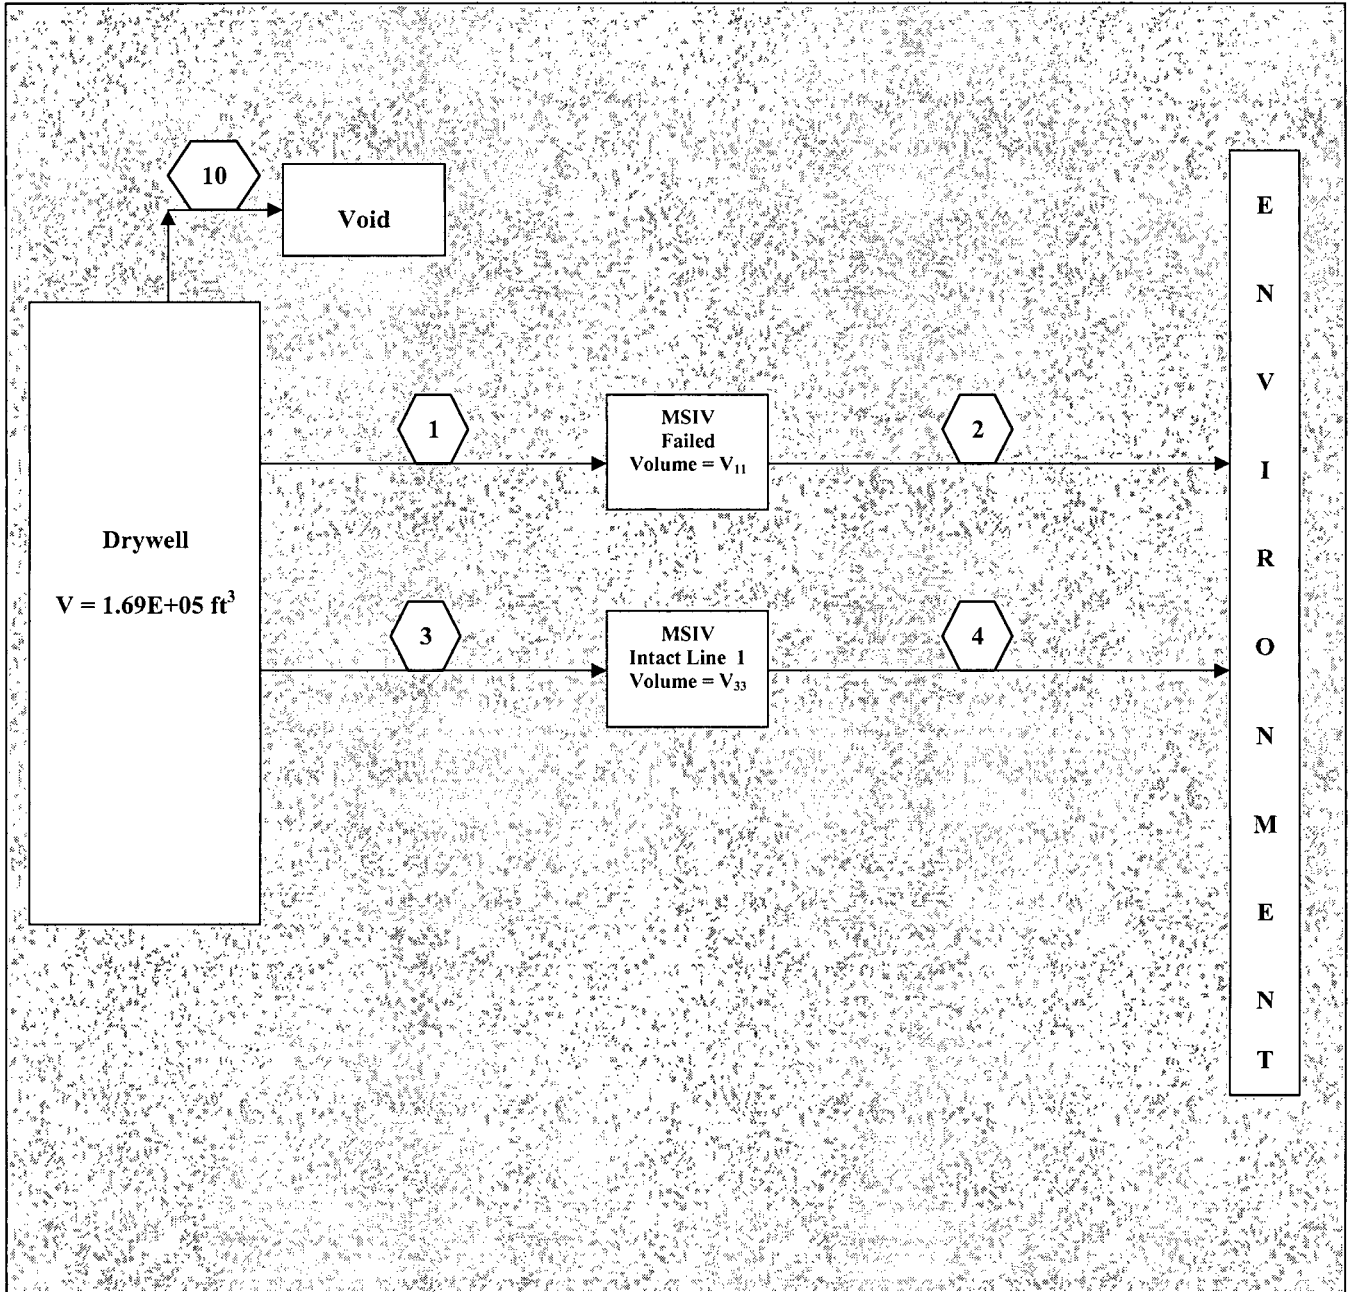 10
Void
1
MSIV
Failed
Volume = V₁₁
2
Drywell
V = 1.69E+05 ft³
3
MSIV
Intact Line 1
Volume = V₃₃
4
E
N
V
I
R
O
N
M
E
N
T